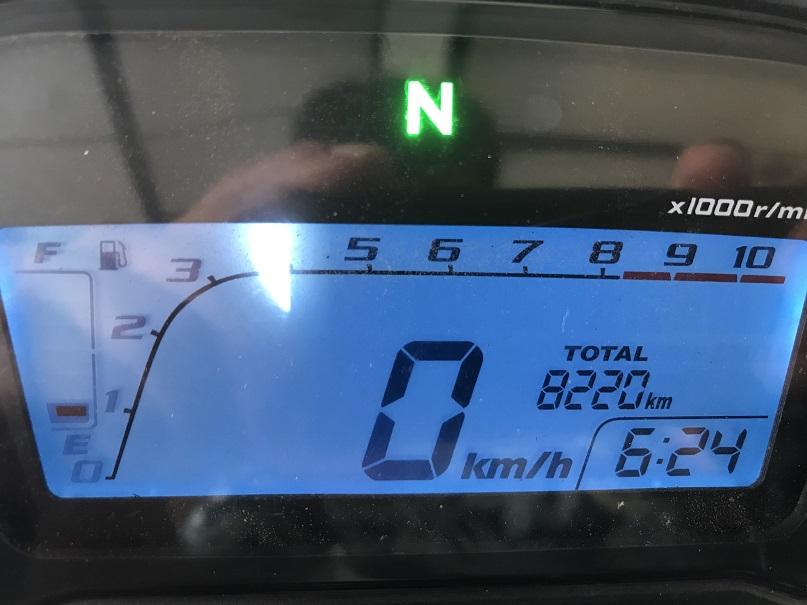 N
x1000r/m
F 3 5 6 7 8 9 10
2
TOTAL
8220km
1
E
0
0 km/h
6:24